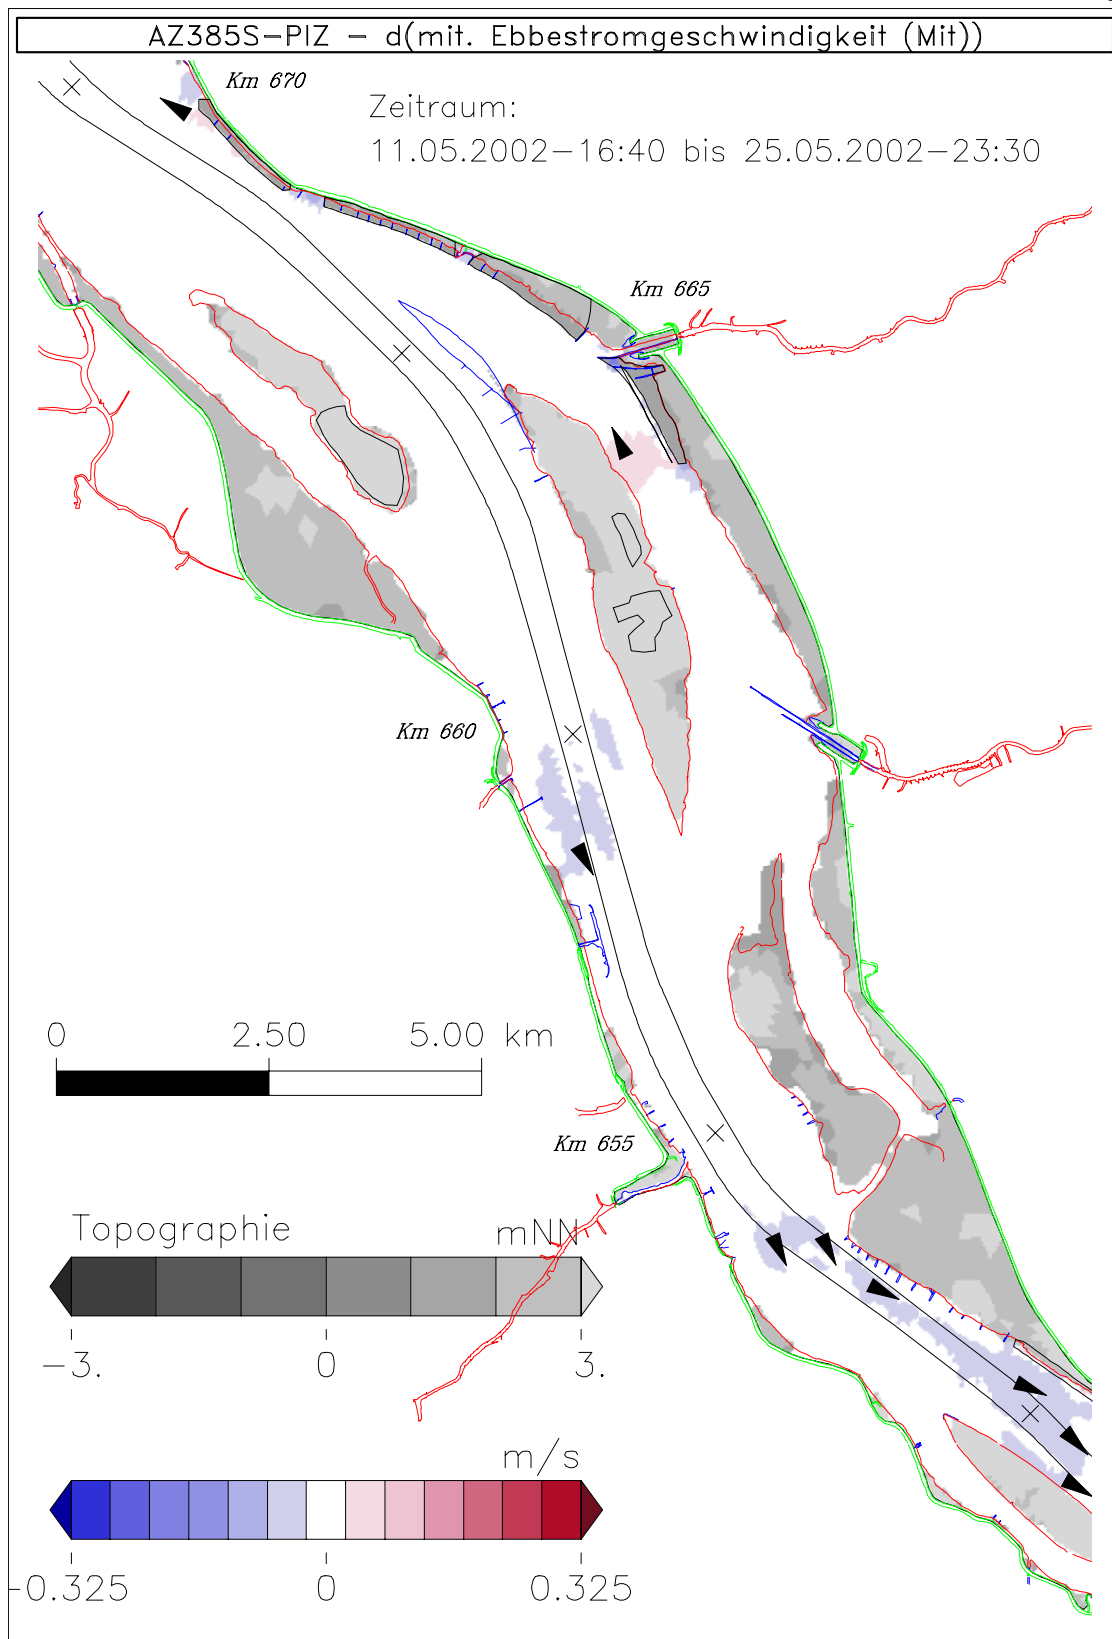 AZ385S-PIZ - d(mit. Ebbestromgeschwindigkeit (Mit))
Km 670
Zeitraum:
11.05.2002-16:40 bis 25.05.2002-23:30
Km 665
Km 660
0 2.50 5.00 km
Km 655
Topographie mNN
-3. 0 3.
m/s
-0.325 0 0.325